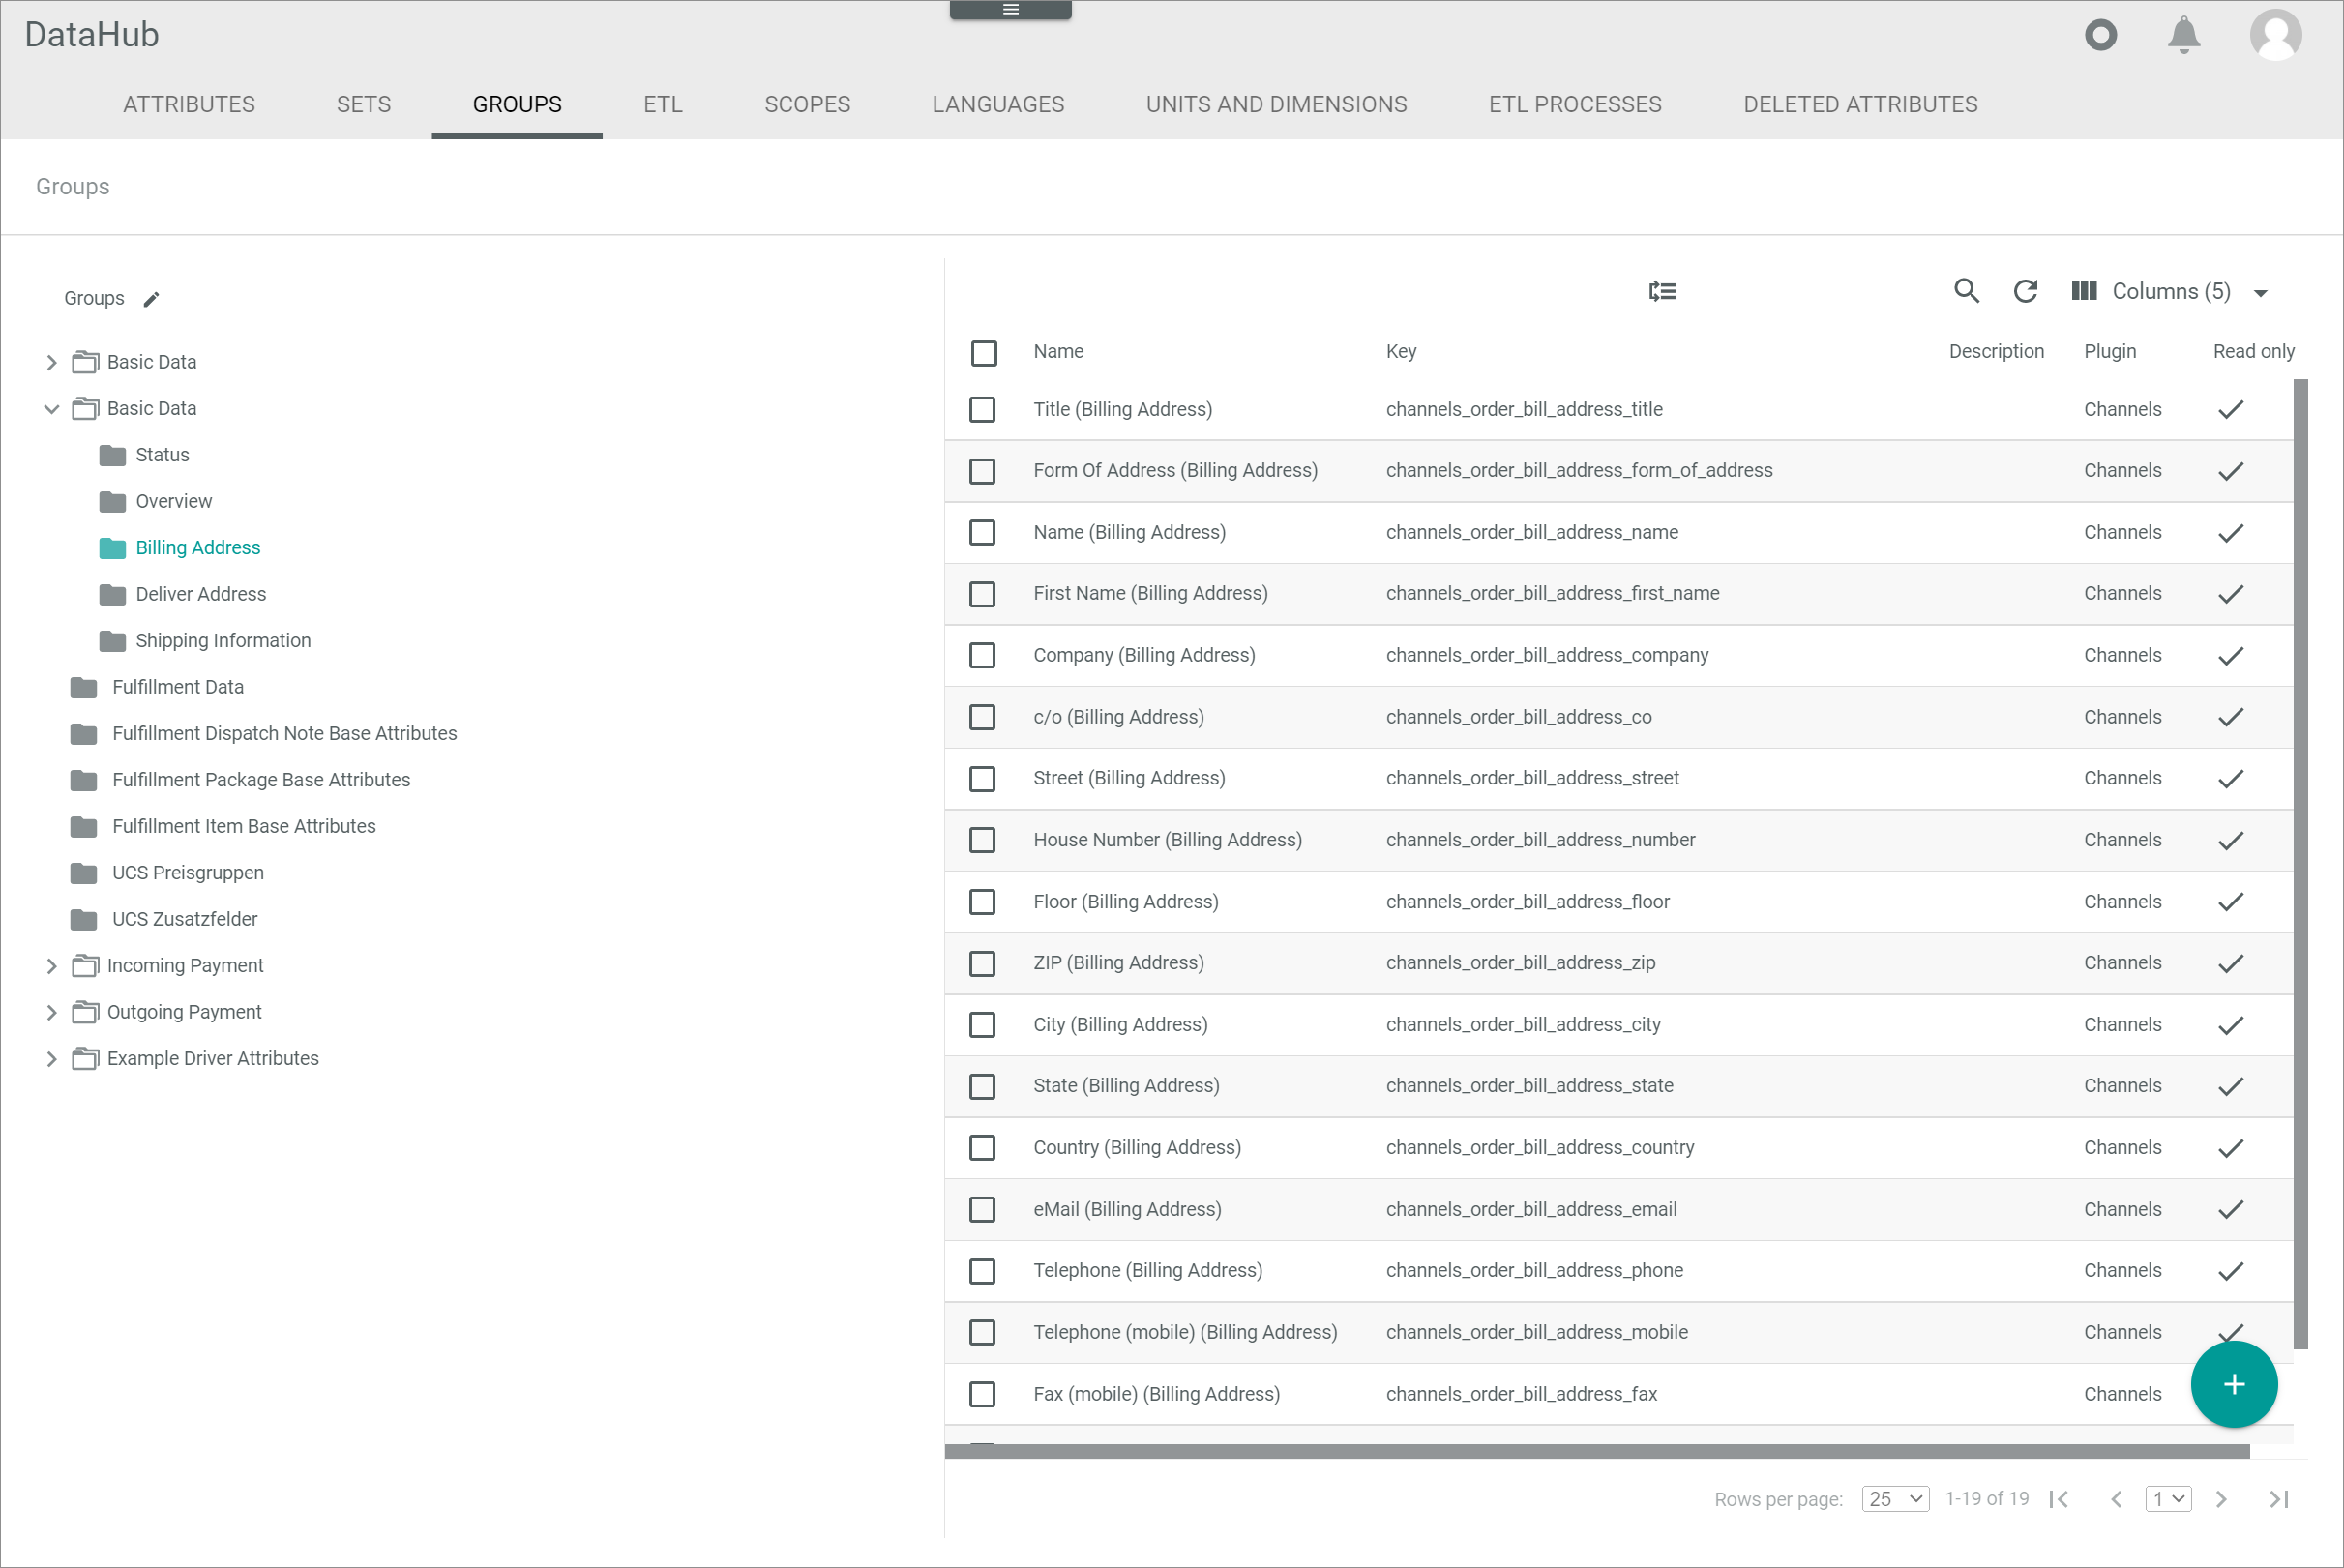 DataHub
ATTRIBUTES SETS GROUPS ETL SCOPES LANGUAGES UNITS AND DIMENSIONS ETL PROCESSES DELETED ATTRIBUTES
Groups
Groups
Basic Data
Basic Data
Status
Overview
Billing Address
Deliver Address
Shipping Information
Fulfillment Data
Fulfillment Dispatch Note Base Attributes
Fulfillment Package Base Attributes
Fulfillment Item Base Attributes
UCS Preisgruppen
UCS Zusatzfelder
Incoming Payment
Outgoing Payment
Example Driver Attributes
Columns (5)
Name Key Description Plugin Read only
Title (Billing Address) channels_order_bill_address_title Channels
Form Of Address (Billing Address) channels_order_bill_address_form_of_address Channels
Name (Billing Address) channels_order_bill_address_name Channels
First Name (Billing Address) channels_order_bill_address_first_name Channels
Company (Billing Address) channels_order_bill_address_company Channels
c/o (Billing Address) channels_order_bill_address_co Channels
Street (Billing Address) channels_order_bill_address_street Channels
House Number (Billing Address) channels_order_bill_address_number Channels
Floor (Billing Address) channels_order_bill_address_floor Channels
ZIP (Billing Address) channels_order_bill_address_zip Channels
City (Billing Address) channels_order_bill_address_city Channels
State (Billing Address) channels_order_bill_address_state Channels
Country (Billing Address) channels_order_bill_address_country Channels
eMail (Billing Address) channels_order_bill_address_email Channels
Telephone (Billing Address) channels_order_bill_address_phone Channels
Telephone (mobile) (Billing Address) channels_order_bill_address_mobile Channels
Fax (mobile) (Billing Address) channels_order_bill_address_fax Channels
Rows per page: 25 1-19 of 19 1